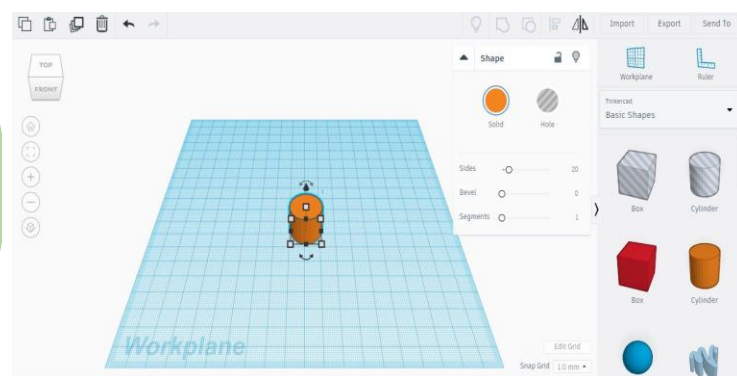 Import Export Send To
TOP
FRONT
Shape
Solid Hole
Sides 20
Bevel 0
Segments 1
Workplane Ruler
Tinkercad
Basic Shapes
Box Cylinder
Box Cylinder
Workplane
Edit Grid
Snap Grid 1.0 mm